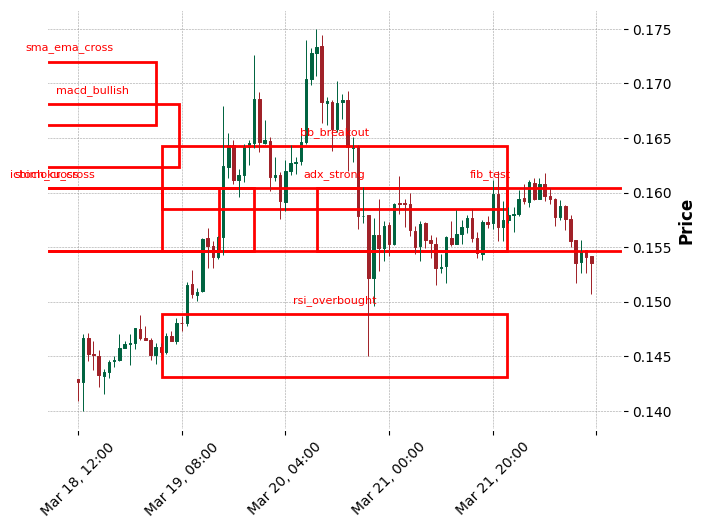 sma_ema_cross
macd_bullish
bb_breakout
adx_strong
fib_test
rsi_overbought
0.175
0.170
0.165
0.160
0.155
0.150
0.145
0.140
Price
Mar 18, 12:00
Mar 19, 08:00
Mar 20, 04:00
Mar 21, 00:00
Mar 21, 20:00